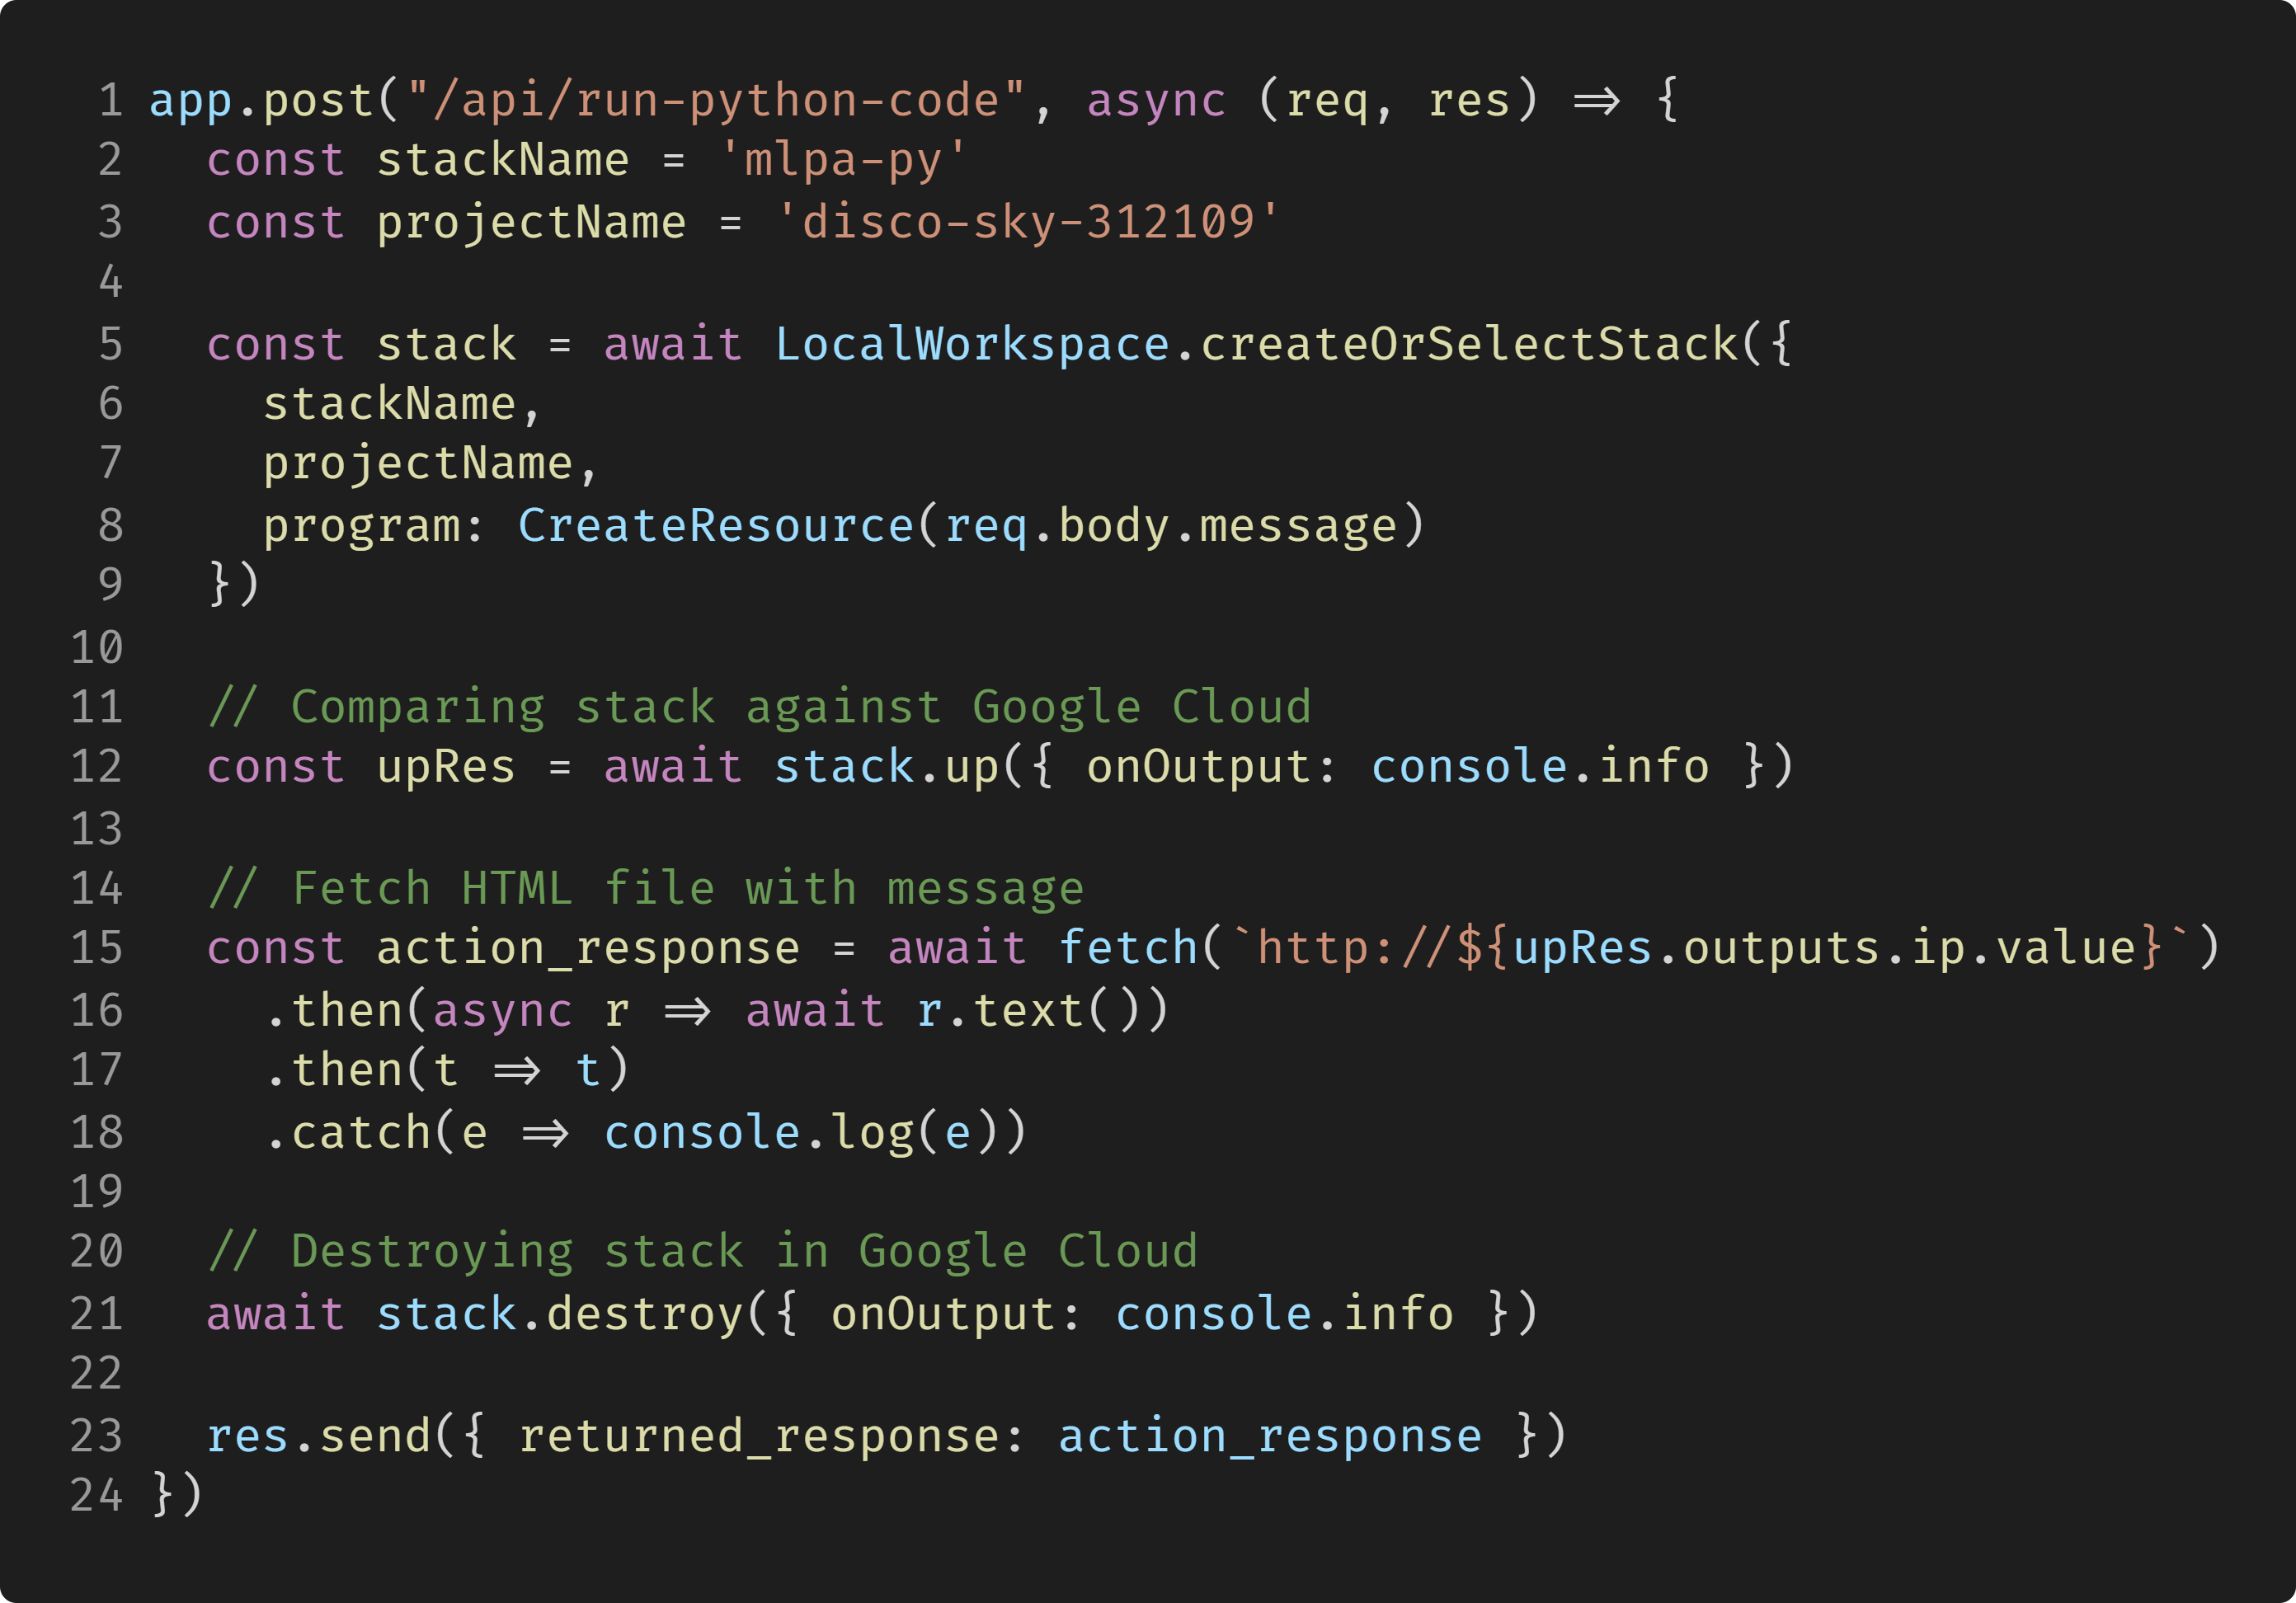 1 app.post("/api/run-python-code", async (req, res) => {
2   const stackName = 'mlpa-py'
3   const projectName = 'disco-sky-312109'
4
5   const stack = await LocalWorkspace.createOrSelectStack({
6     stackName,
7     projectName,
8     program: CreateResource(req.body.message)
9   })
10
11   // Comparing stack against Google Cloud
12   const upRes = await stack.up({ onOutput: console.info })
13
14   // Fetch HTML file with message
15   const action_response = await fetch(`http://${upRes.outputs.ip.value}`)
16     .then(async r => await r.text())
17     .then(t => t)
18     .catch(e => console.log(e))
19
20   // Destroying stack in Google Cloud
21   await stack.destroy({ onOutput: console.info })
22
23   res.send({ returned_response: action_response })
24 })